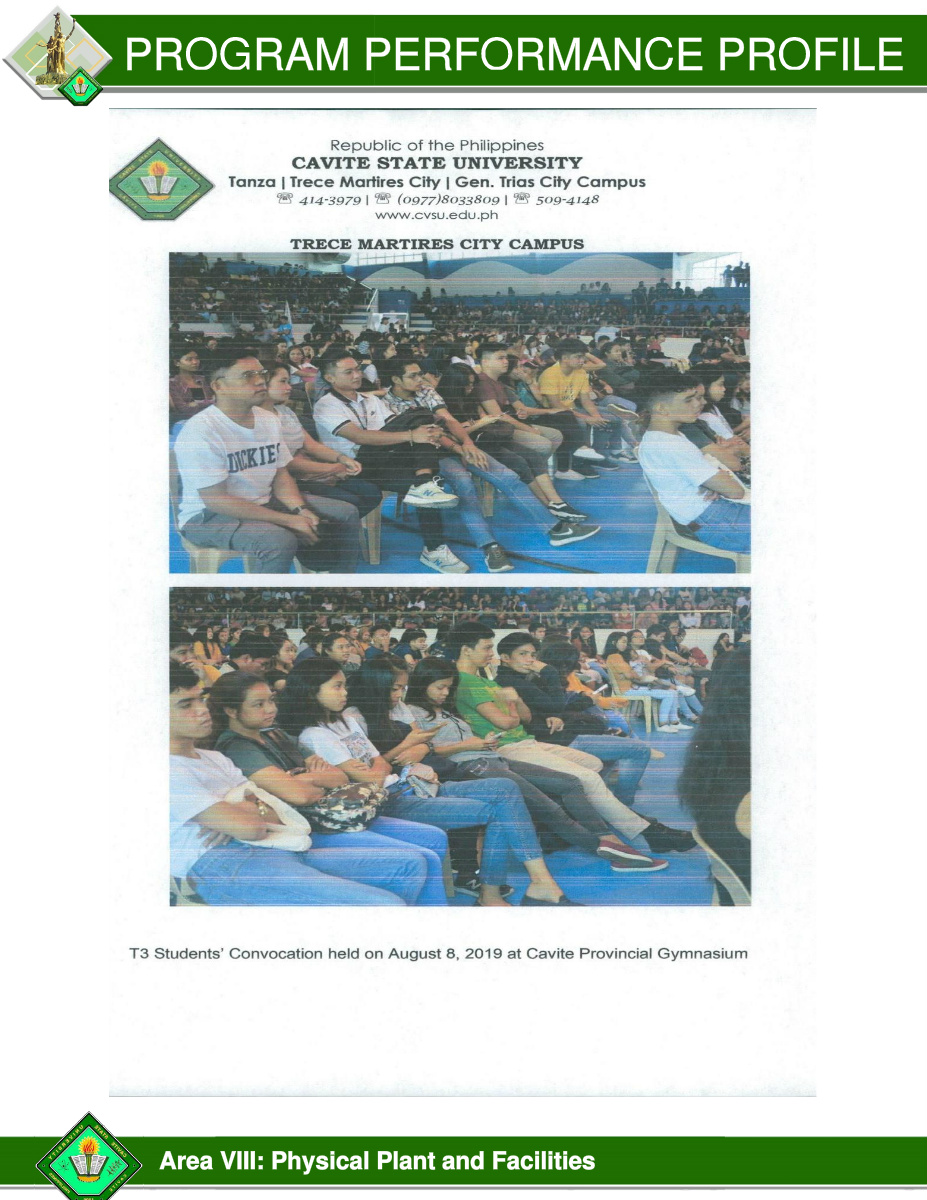 PROGRAM PERFORMANCE PROFILE
Republic of the Philippines
CAVITE STATE UNIVERSITY
Tanza | Trece Martires City | Gen. Trias City Campus
☏ 414-3979 | ☏ (0977)8033809 | ☏ 509-4148
www.cvsu.edu.ph
TRECE MARTIRES CITY CAMPUS
DICKIES
T3 Students' Convocation held on August 8, 2019 at Cavite Provincial Gymnasium
Area VIII: Physical Plant and Facilities